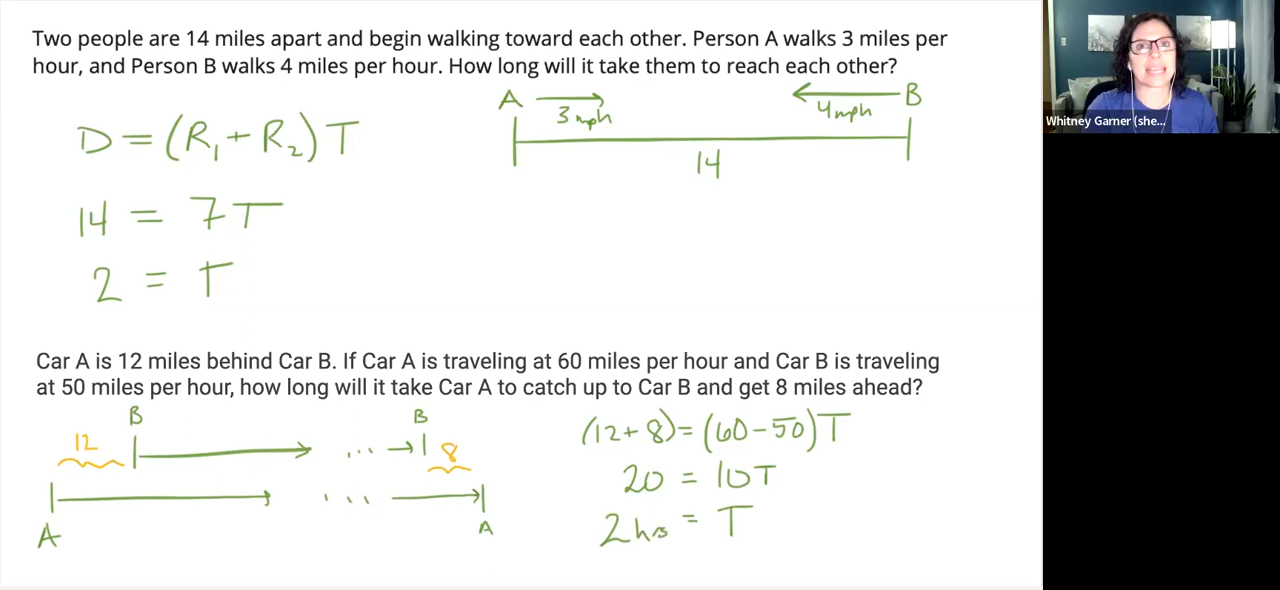 Two people are 14 miles apart and begin walking toward each other. Person A walks 3 miles per
hour, and Person B walks 4 miles per hour. How long will it take them to reach each other?
A 3 mph 4 mph B
14
D = (R₁ + R₂) T
14 = 7T
2 = T
Car A is 12 miles behind Car B. If Car A is traveling at 60 miles per hour and Car B is traveling
at 50 miles per hour, how long will it take Car A to catch up to Car B and get 8 miles ahead?
B B
12 ... 8
...
A A
(12 + 8) = (60 - 50) T
20 = 10T
2 hrs = T
Whitney Garner (she...